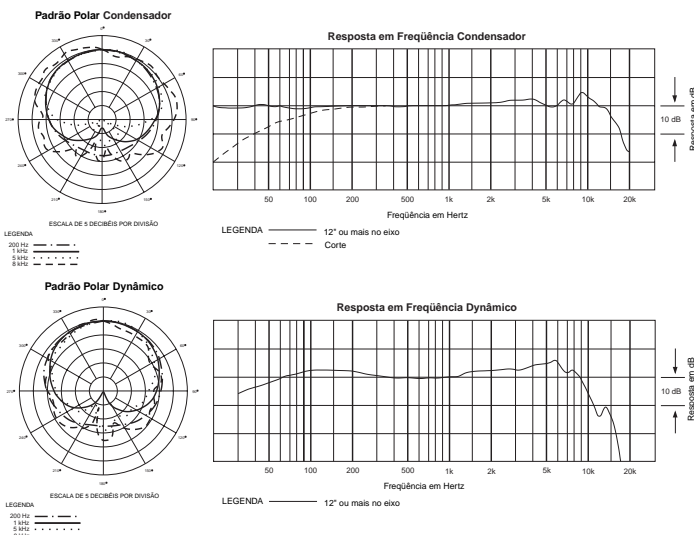 Padrão Polar Condensador
Resposta em Freqüência Condensador
10 dB
Resposta em dB
50 100 200 500 1k 2k 5k 10k 20k
Freqüência em Hertz
ESCALA DE 5 DECIBÉIS POR DIVISÃO
LEGENDA
200 Hz
1 kHz
5 kHz
8 kHz
LEGENDA 12" ou mais no eixo
Corte
Padrão Polar Dynâmico
Resposta em Freqüência Dynâmico
10 dB
Resposta em dB
50 100 200 500 1k 2k 5k 10k 20k
Freqüência em Hertz
ESCALA DE 5 DECIBÉIS POR DIVISÃO
LEGENDA
200 Hz
1 kHz
5 kHz
LEGENDA 12" ou mais no eixo